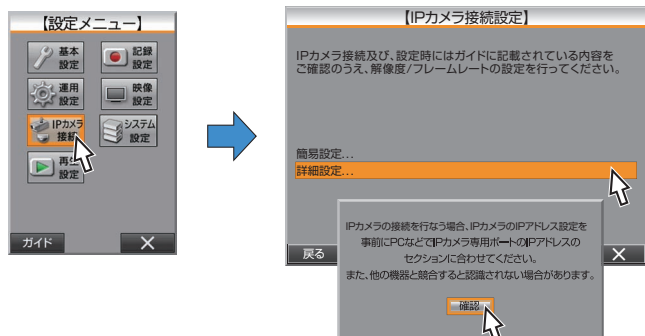 【設定メニュー】
基本
設定
記録
設定
運用
設定
映像
設定
IPカメラ
接続
システム
設定
再生
設定
ガイド
【IPカメラ接続設定】
IPカメラ接続及び、設定時にはガイドに記載されている内容を
ご確認のうえ、解像度/フレームレートの設定を行ってください。
簡易設定...
詳細設定...
戻る
IPカメラの接続を行なう場合、IPカメラのIPアドレス設定を
事前にPCなどでIPカメラ専用ポートのIPアドレスの
セクションに合わせてください。
また、他の機器と競合すると認識されない場合があります。
確認